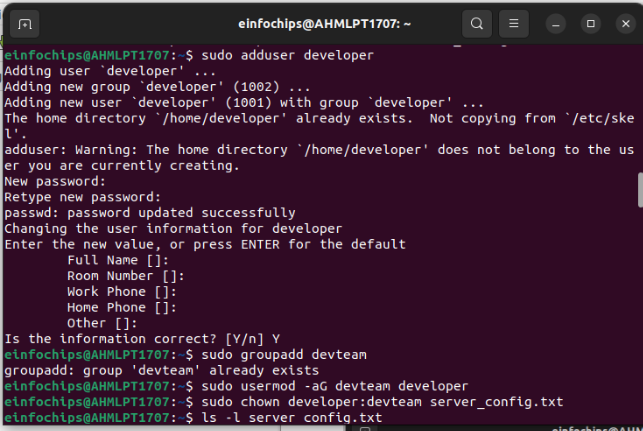 einfochips@AHMLPT1707: ~
einfochips@AHMLPT1707:~$ sudo adduser developer
Adding user `developer' ...
Adding new group `developer' (1002) ...
Adding new user `developer' (1001) with group `developer' ...
The home directory `/home/developer' already exists.  Not copying from `/etc/ske
l'.
adduser: Warning: The home directory `/home/developer' does not belong to the us
er you are currently creating.
New password:
Retype new password:
passwd: password updated successfully
Changing the user information for developer
Enter the new value, or press ENTER for the default
        Full Name []:
        Room Number []:
        Work Phone []:
        Home Phone []:
        Other []:
Is the information correct? [Y/n] Y
einfochips@AHMLPT1707:~$ sudo groupadd devteam
groupadd: group 'devteam' already exists
einfochips@AHMLPT1707:~$ sudo usermod -aG devteam developer
einfochips@AHMLPT1707:~$ sudo chown developer:devteam server_config.txt
einfochips@AHMLPT1707:~$ ls -l server_config.txt